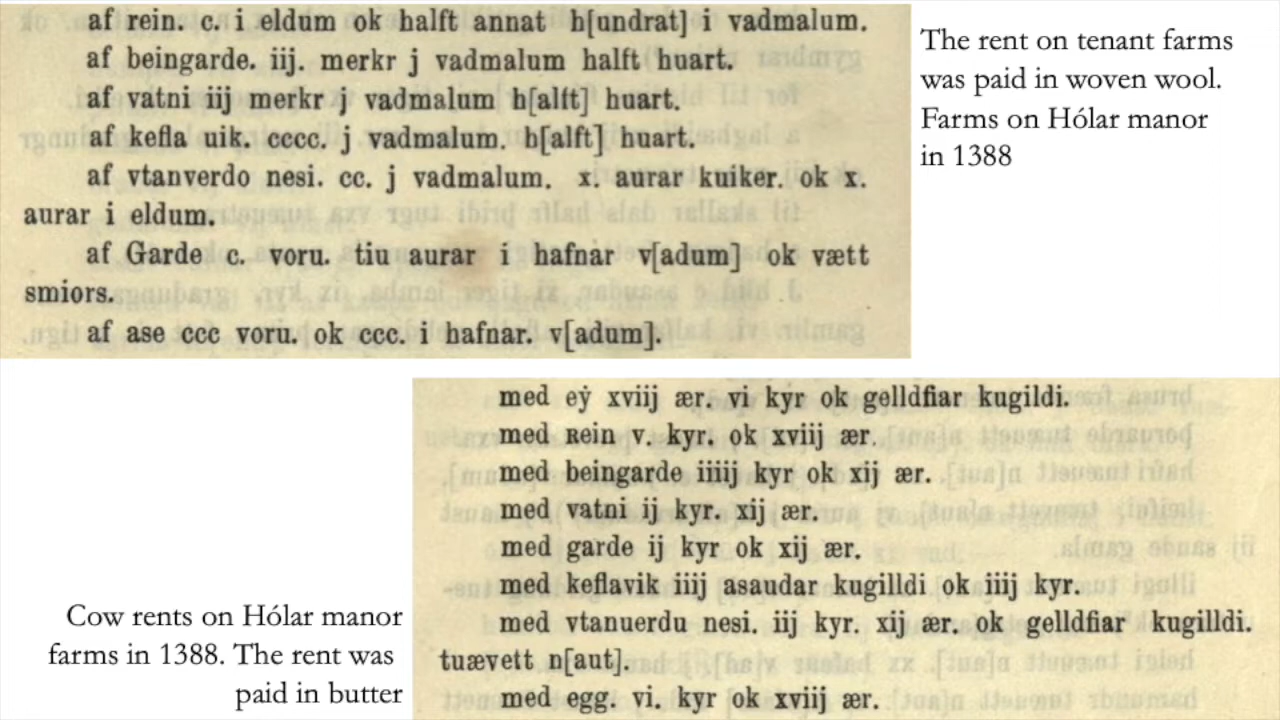 af rein. c. i eldum ok halft annat h[undrat] i vadmalum.
af beingarde. iij. merkr j vadmalum halft huart.
af vatni iij merkr j vadmalum h[alft] huart.
af kefla uik. cccc. j vadmalum. h[alft] huart.
af vtanverdo nesi. cc. j vadmalum. x. aurar kuiker. ok x.
aurar i eldum.
af Garde c. voru. tiu aurar i hafnar v[adum] ok vætt
smiors.
af ase ccc voru. ok ccc. i hafnar. v[adum].
The rent on tenant farms
was paid in woven wool.
Farms on Hólar manor
in 1388
med eẏ xviij ær. vi kyr ok gelldfiar kugildi.
med ʀein v. kyr. ok xviij ær.
med beingarde iiiij kyr ok xij ær.
med vatni ij kyr. xij ær.
med garde ij kyr ok xij ær.
med keflavik iiij asaudar kugilldi ok iiij kyr.
med vtanuerdu nesi. iij kyr. xij ær. ok gelldfiar kugilldi.
tuævett n[aut].
med egg. vi. kyr ok xviij ær.
Cow rents on Hólar manor
farms in 1388. The rent was
paid in butter